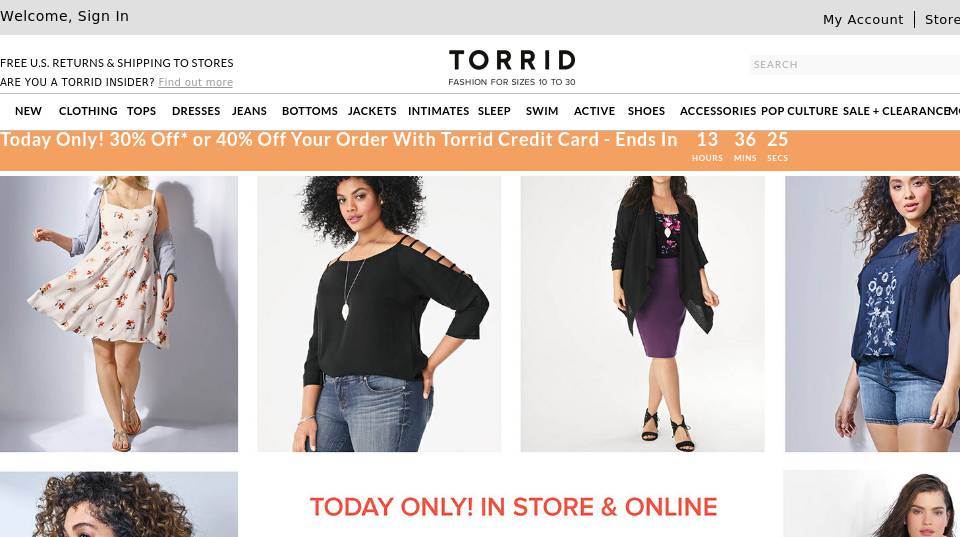 Welcome, Sign In
My Account
Store
FREE U.S. RETURNS & SHIPPING TO STORES
ARE YOU A TORRID INSIDER? Find out more
TORRID
FASHION FOR SIZES 10 TO 30
SEARCH
NEW CLOTHING TOPS DRESSES JEANS BOTTOMS JACKETS INTIMATES SLEEP SWIM ACTIVE SHOES ACCESSORIES POP CULTURE SALE + CLEARANCE
Today Only! 30% Off* or 40% Off Your Order With Torrid Credit Card - Ends In 13 36 25
HOURS MINS SECS
TODAY ONLY! IN STORE & ONLINE